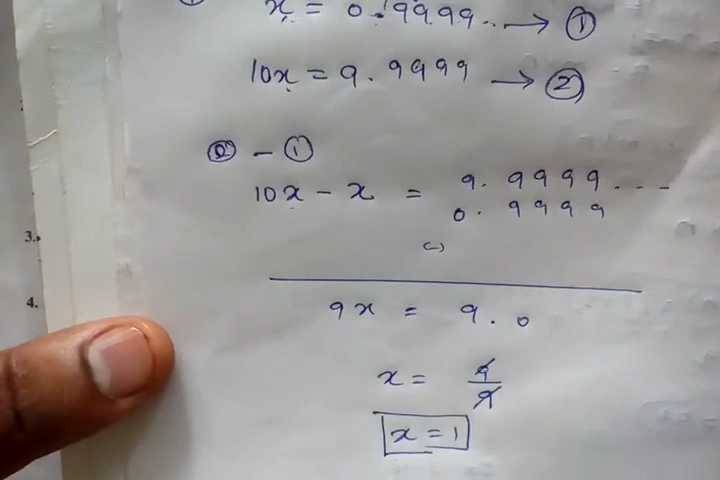 x = 0.9999.. → ①
10x = 9.9999 → ②
② - ①
10x - x = 9.9999...
0.9999
(-)
3.
4.
9x = 9.0
x = 9/9
x = 1